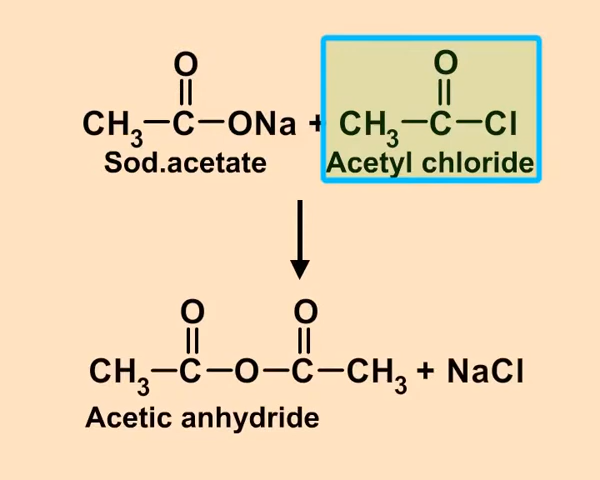 O O
|| ||
CH₃—C—ONa + CH₃—C—Cl
Sod.acetate Acetyl chloride
O O
|| ||
CH₃—C—O—C—CH₃ + NaCl
Acetic anhydride